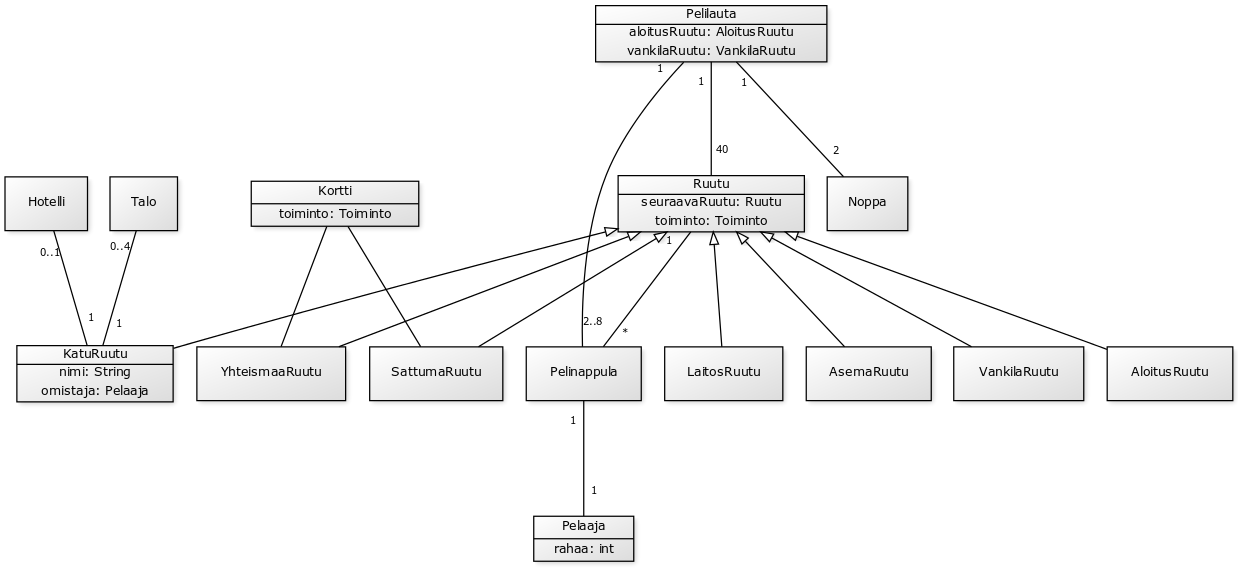 Pelilauta
aloitusRuutu: AloitusRuutu
vankilaRuutu: VankilaRuutu
1
1
1
40
2
Hotelli
Talo
Kortti
toiminto: Toiminto
Ruutu
seuraavaRuutu: Ruutu
toiminto: Toiminto
Noppa
0..1
0..4
1
1
1
2..8
*
KatuRuutu
nimi: String
omistaja: Pelaaja
YhteismaaRuutu
SattumaRuutu
Pelinappula
LaitosRuutu
AsemaRuutu
VankilaRuutu
AloitusRuutu
1
1
Pelaaja
rahaa: int